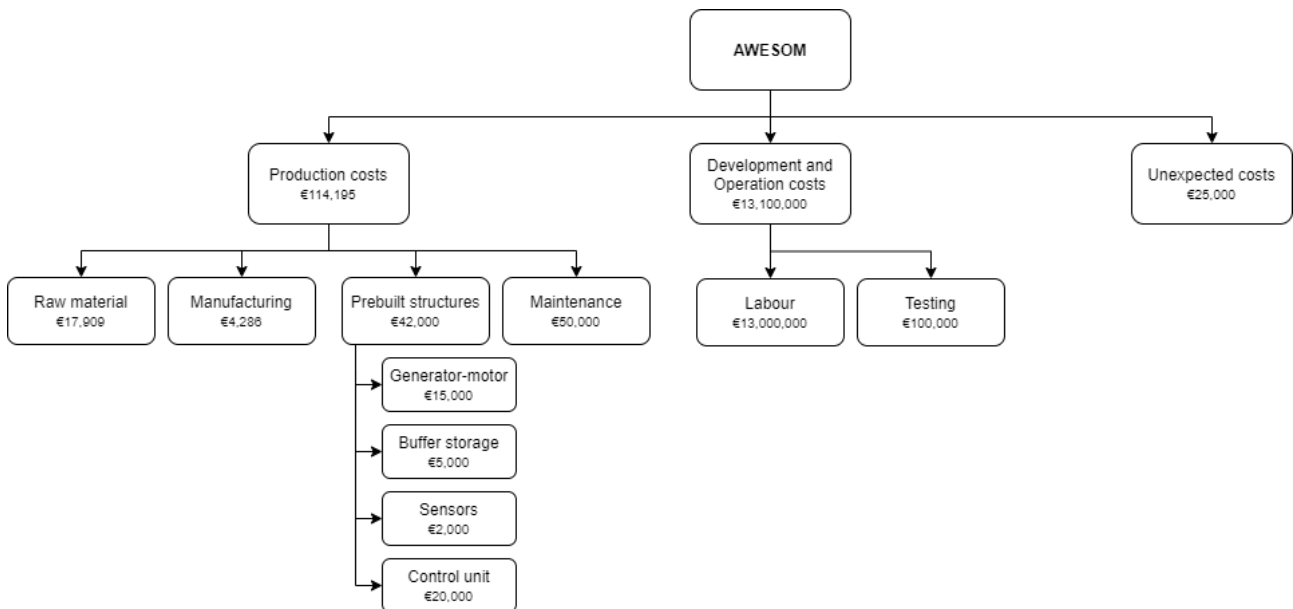 AWESOM
Production costs
€114,195
Development and
Operation costs
€13,100,000
Unexpected costs
€25,000
Raw material
€17,909
Manufacturing
€4,286
Prebuilt structures
€42,000
Maintenance
€50,000
Labour
€13,000,000
Testing
€100,000
Generator-motor
€15,000
Buffer storage
€5,000
Sensors
€2,000
Control unit
€20,000